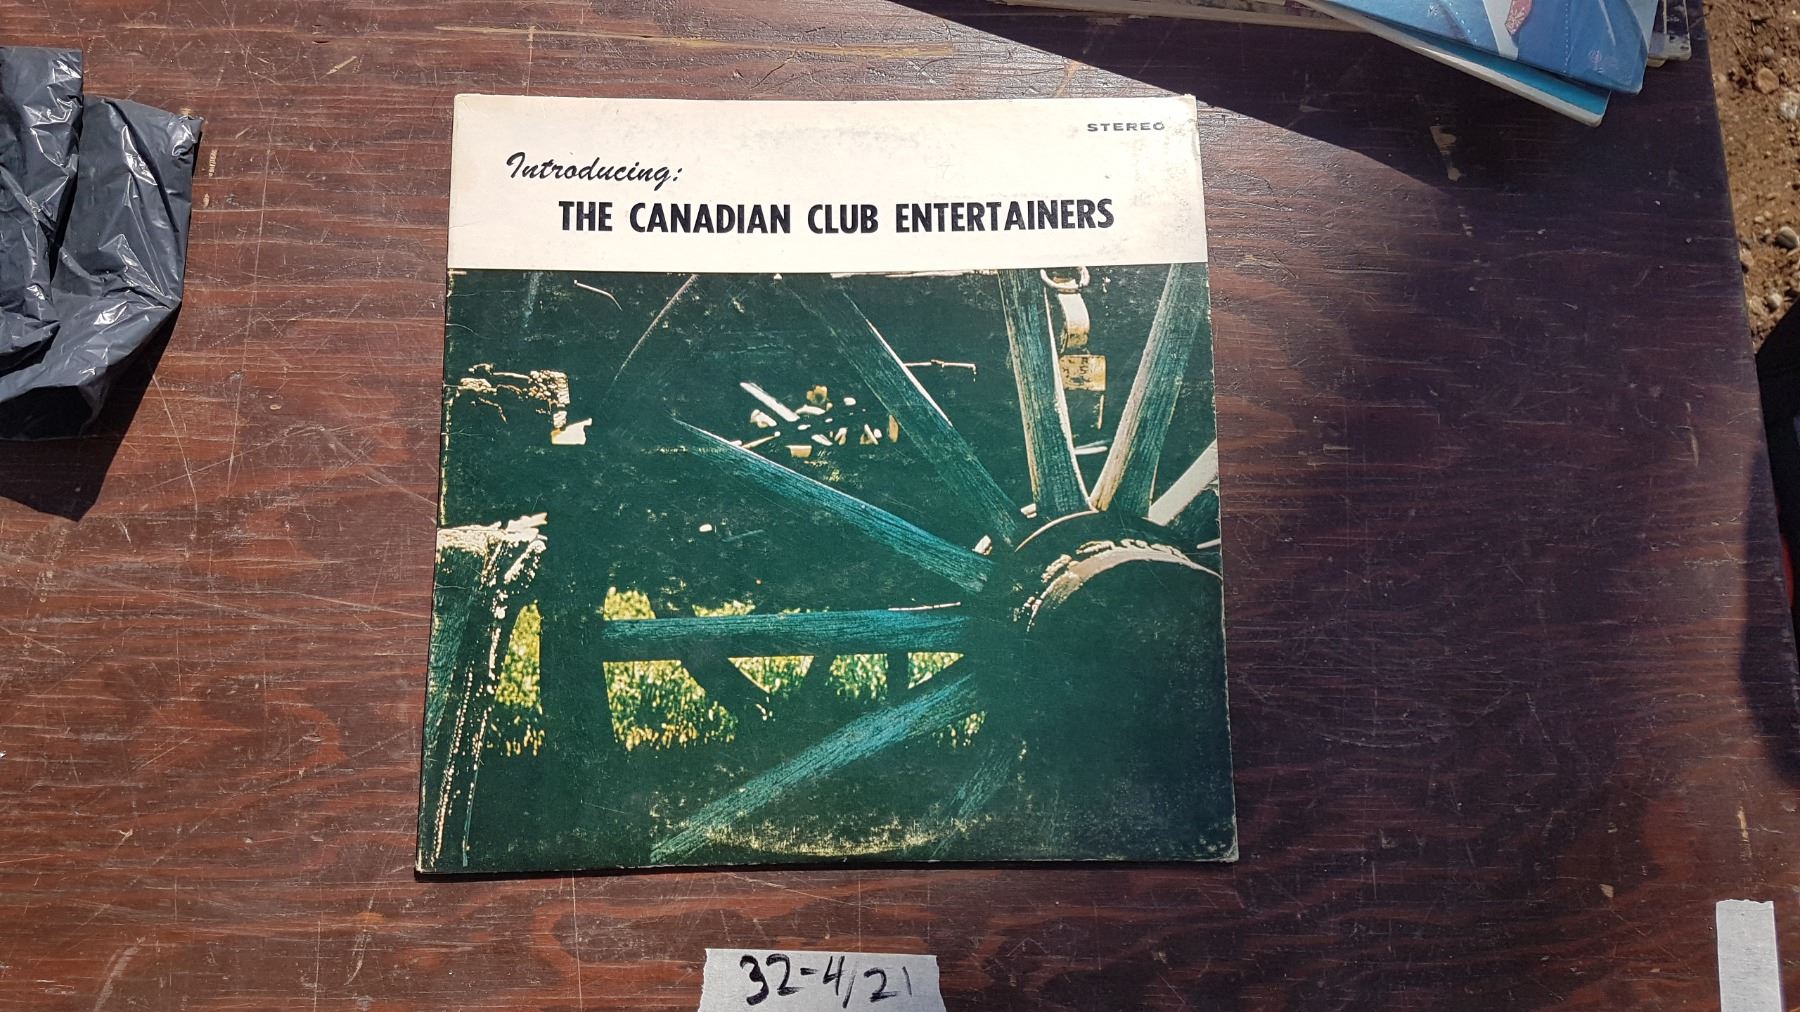 STEREO
Introducing:
THE CANADIAN CLUB ENTERTAINERS
32-4/21